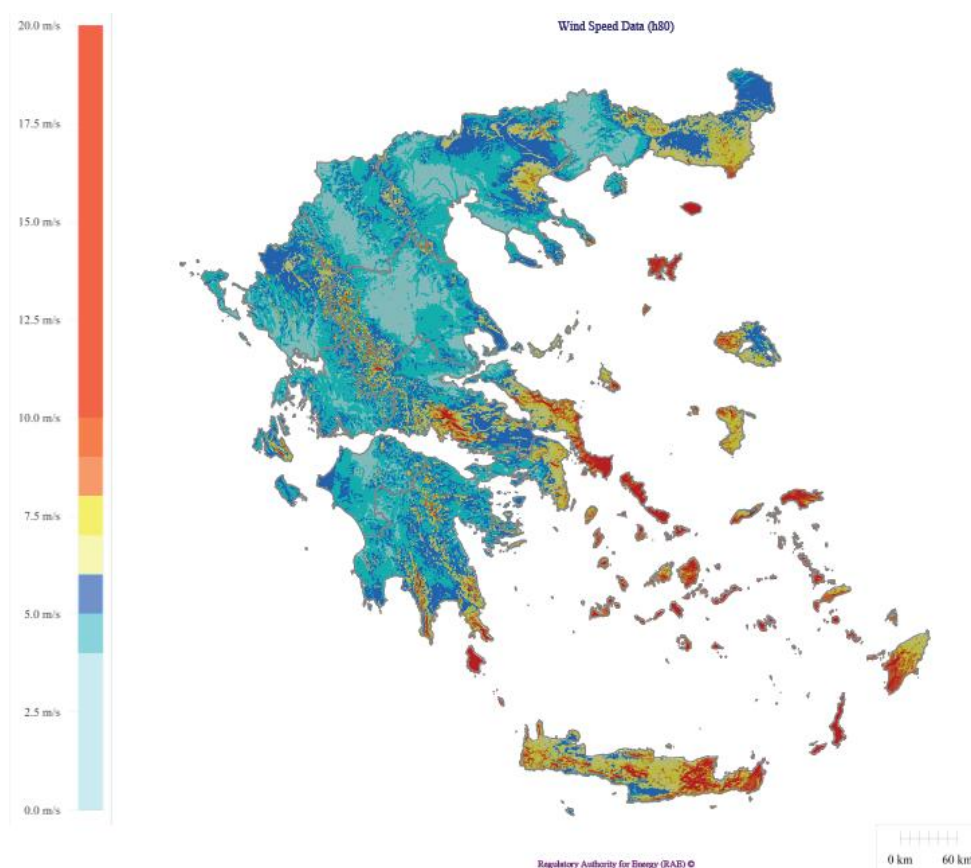 Wind Speed Data (h80)
20.0 m/s
17.5 m/s
15.0 m/s
12.5 m/s
10.0 m/s
7.5 m/s
5.0 m/s
2.5 m/s
0.0 m/s
Regulatory Authority for Energy (RAE) ©
0 km 60 km